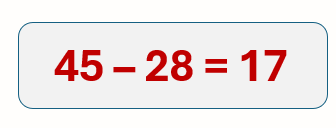 45 – 28 = 17